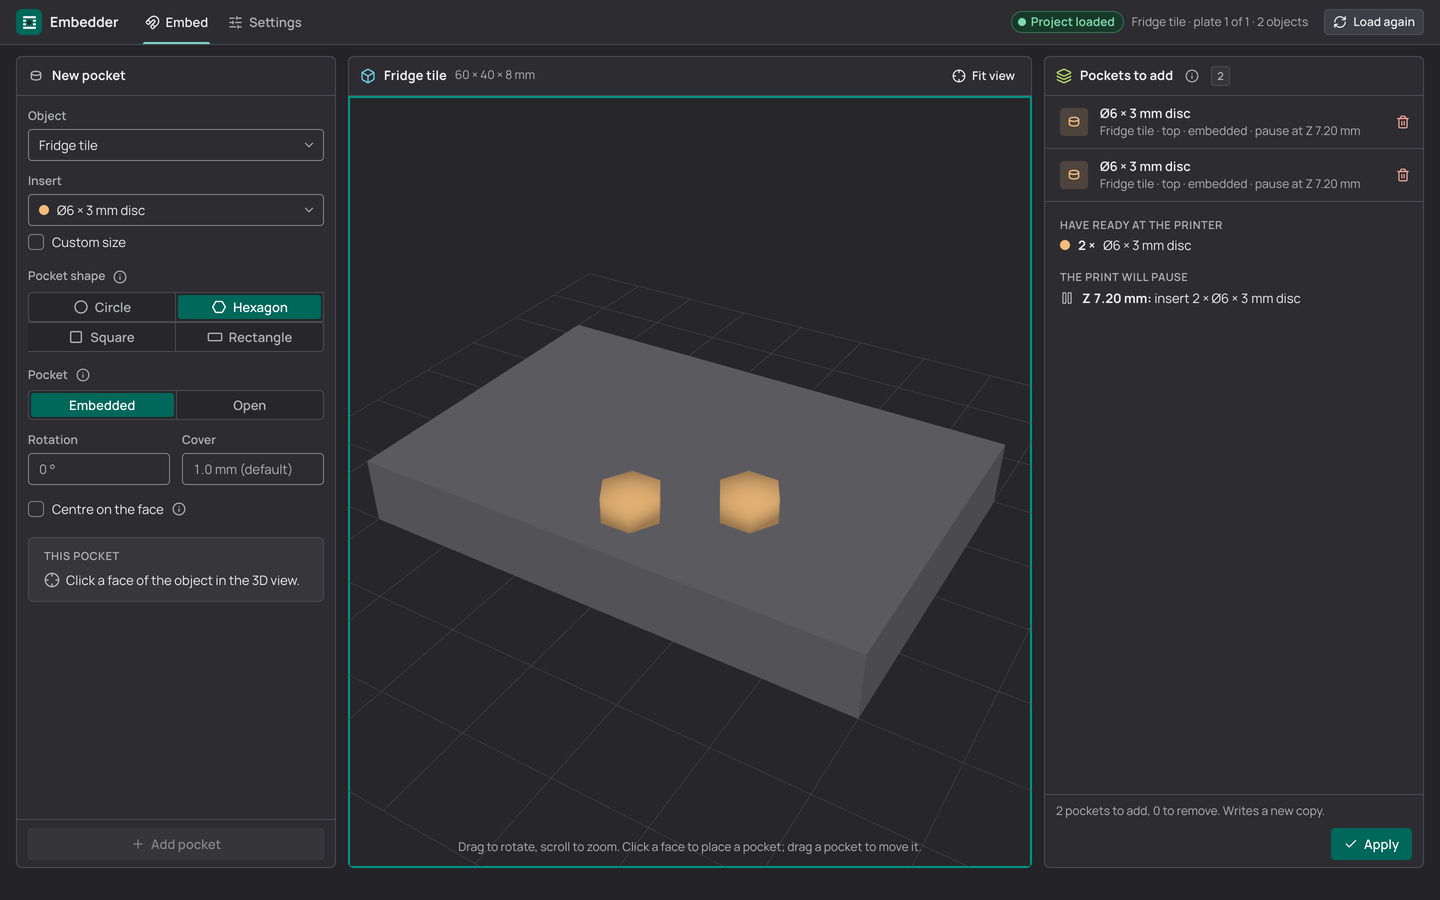 Embedder
Embed
Settings
Project loaded
Fridge tile · plate 1 of 1 · 2 objects
Load again
New pocket
Object
Fridge tile
Insert
Ø6 × 3 mm disc
Custom size
Pocket shape
Circle
Hexagon
Square
Rectangle
Pocket
Embedded
Open
Rotation
Cover
0 °
1.0 mm (default)
Centre on the face
THIS POCKET
Click a face of the object in the 3D view.
Add pocket
Fridge tile 60 × 40 × 8 mm
Fit view
Drag to rotate, scroll to zoom. Click a face to place a pocket; drag a pocket to move it.
Pockets to add 2
Ø6 × 3 mm disc
Fridge tile · top · embedded · pause at Z 7.20 mm
Ø6 × 3 mm disc
Fridge tile · top · embedded · pause at Z 7.20 mm
HAVE READY AT THE PRINTER
2 × Ø6 × 3 mm disc
THE PRINT WILL PAUSE
Z 7.20 mm: insert 2 × Ø6 × 3 mm disc
2 pockets to add, 0 to remove. Writes a new copy.
Apply